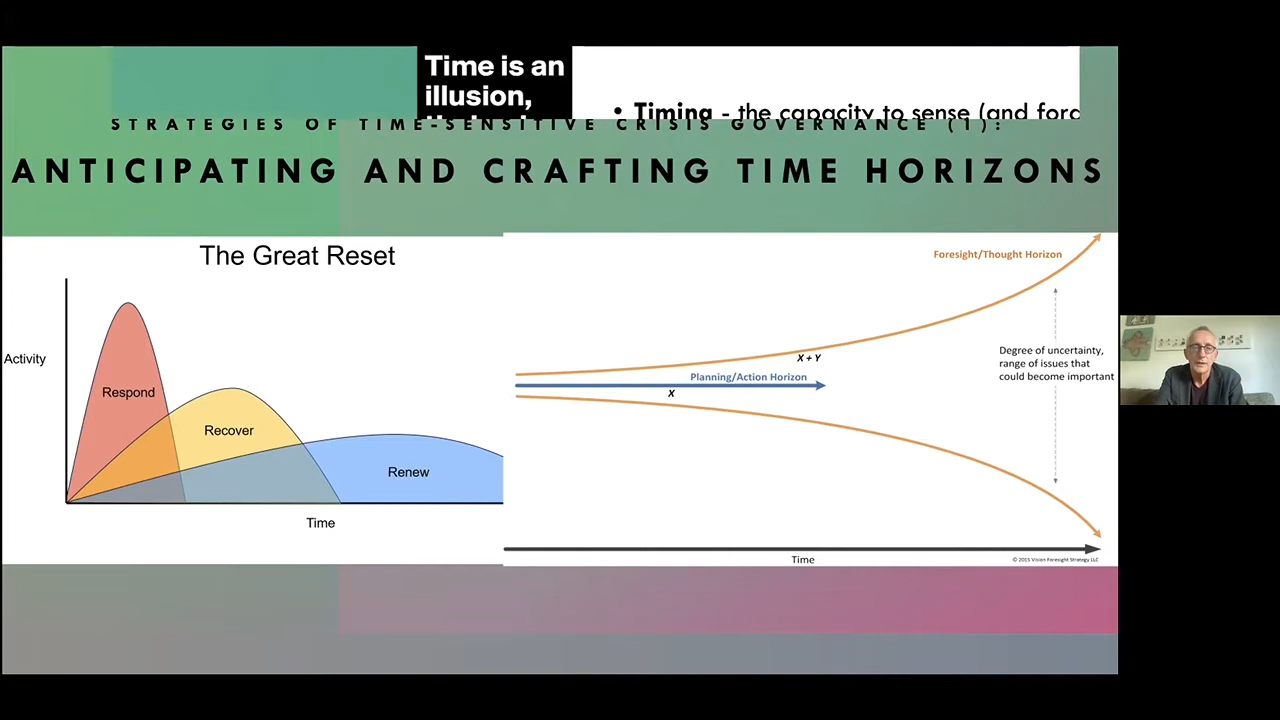 Time is an
illusion,
• Timing - the capacity to sense (and
STRATEGIES OF TIME-SENSITIVE CRISIS GOVERNANCE (1):
ANTICIPATING AND CRAFTING TIME HORIZONS
The Great Reset
Activity
Respond
Recover
Renew
Time
Foresight/Thought Horizon
X + Y
Planning/Action Horizon
X
Degree of uncertainty,
range of issues that
could become important
Time
© 2015 Vision Foresight Strategy LLC